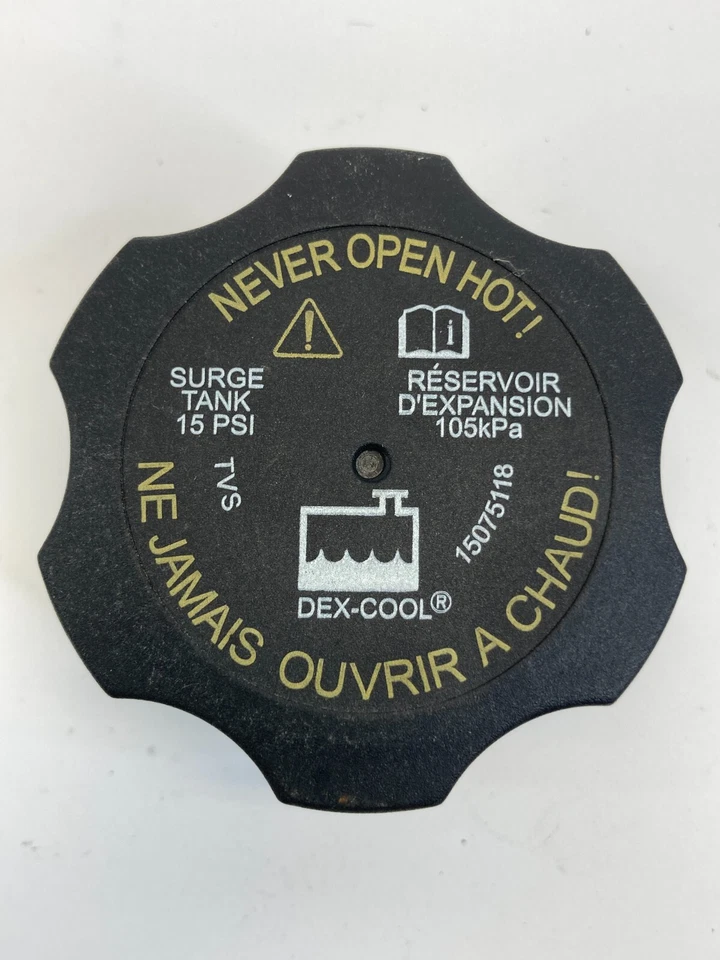 NEVER OPEN HOT!
i
SURGE
TANK
15 PSI
RÉSERVOIR
D'EXPANSION
105kPa
TVS
15075118
DEX-COOL®
NE JAMAIS OUVRIR A CHAUD!